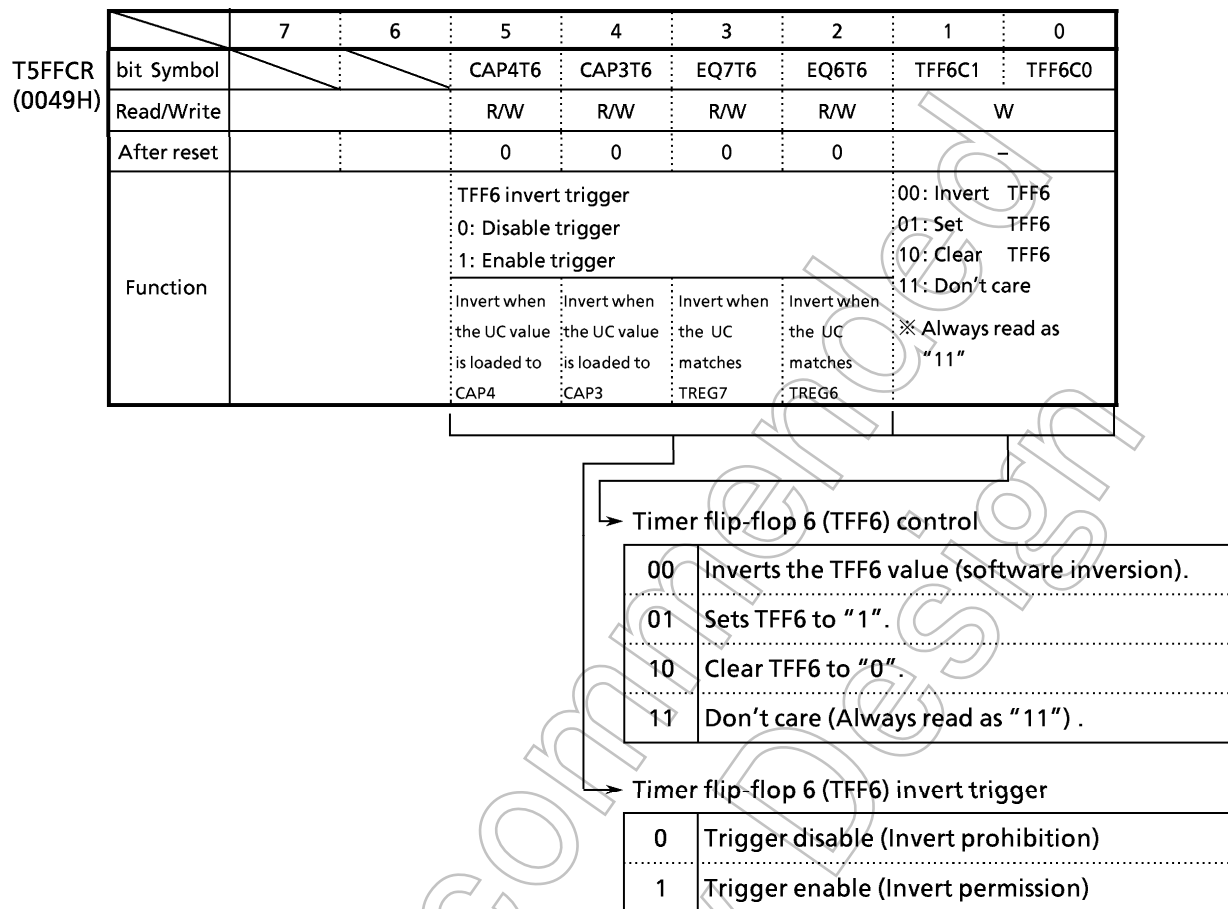 7 6 5 4 3 2 1 0
T5FFCR
(0049H)
bit Symbol CAP4T6 CAP3T6 EQ7T6 EQ6T6 TFF6C1 TFF6C0
Read/Write R/W R/W R/W R/W W
After reset 0 0 0 0 –
Function
TFF6 invert trigger
0: Disable trigger
1: Enable trigger
Invert when
the UC value
is loaded to
CAP4
Invert when
the UC value
is loaded to
CAP3
Invert when
the UC
matches
TREG7
Invert when
the UC
matches
TREG6
00: Invert TFF6
01: Set TFF6
10: Clear TFF6
11: Don't care
※ Always read as
"11"
Timer flip-flop 6 (TFF6) control
00 Inverts the TFF6 value (software inversion).
01 Sets TFF6 to "1".
10 Clear TFF6 to "0".
11 Don't care (Always read as "11") .
Timer flip-flop 6 (TFF6) invert trigger
0 Trigger disable (Invert prohibition)
1 Trigger enable (Invert permission)
ommended
Design